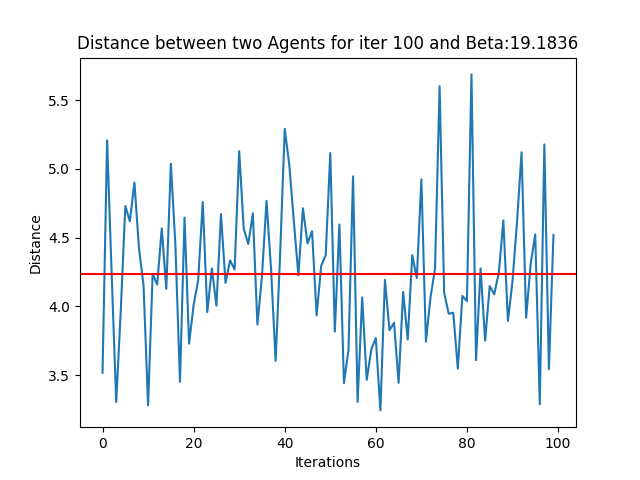 Distance between two Agents for iter 100 and Beta:19.1836
5.5
5.0
4.5
4.0
3.5
Distance
0 20 40 60 80 100
Iterations